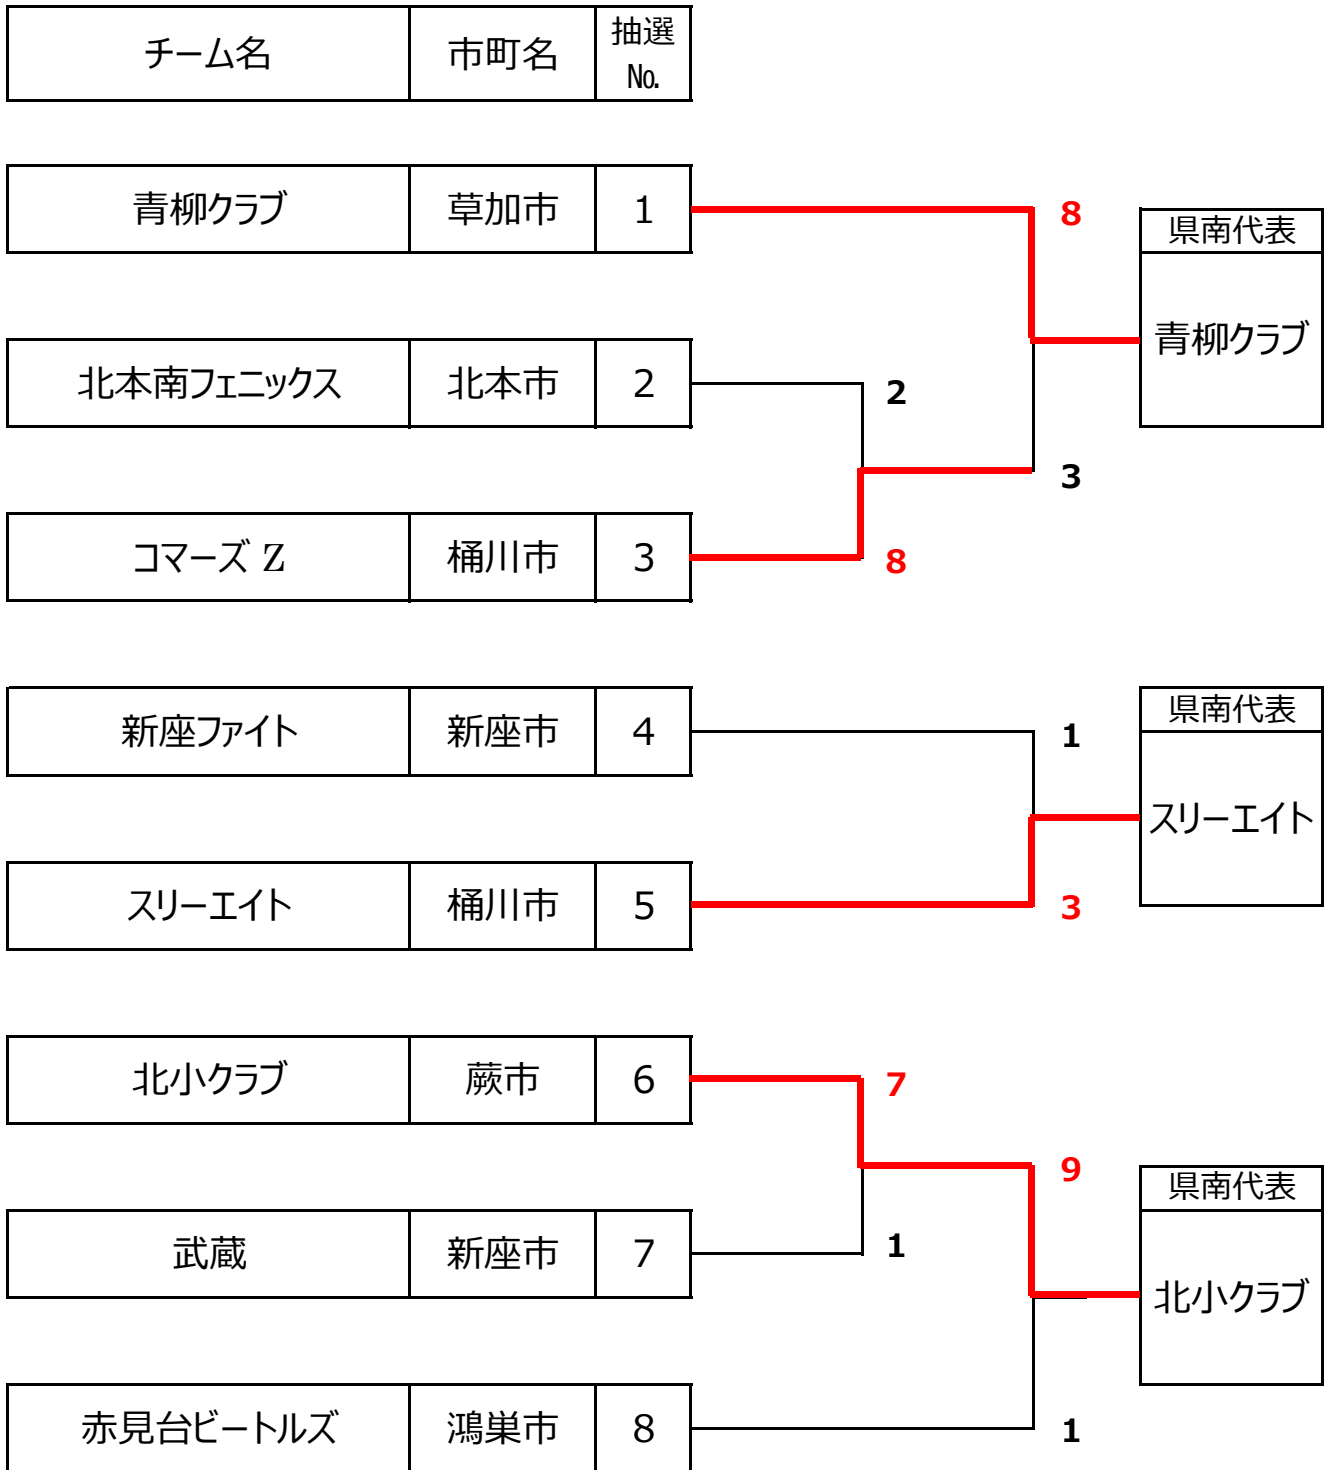 チーム名 市町名 抽選
№
青柳クラブ 草加市 1
8
県南代表
青柳クラブ
北本南フェニックス 北本市 2
2
3
コマーズ Z 桶川市 3
8
新座ファイト 新座市 4
1
県南代表
スリーエイト
スリーエイト 桶川市 5
3
北小クラブ 蕨市 6
7
9
県南代表
武蔵 新座市 7
1
北小クラブ
赤見台ビートルズ 鴻巣市 8
1